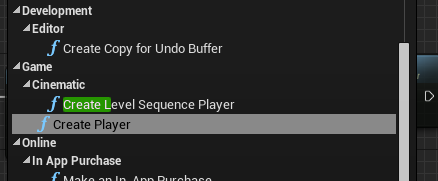 Development
Editor
Create Copy for Undo Buffer
Game
Cinematic
Create Level Sequence Player
Create Player
Online
In App Purchase
Make an In-App Purchase